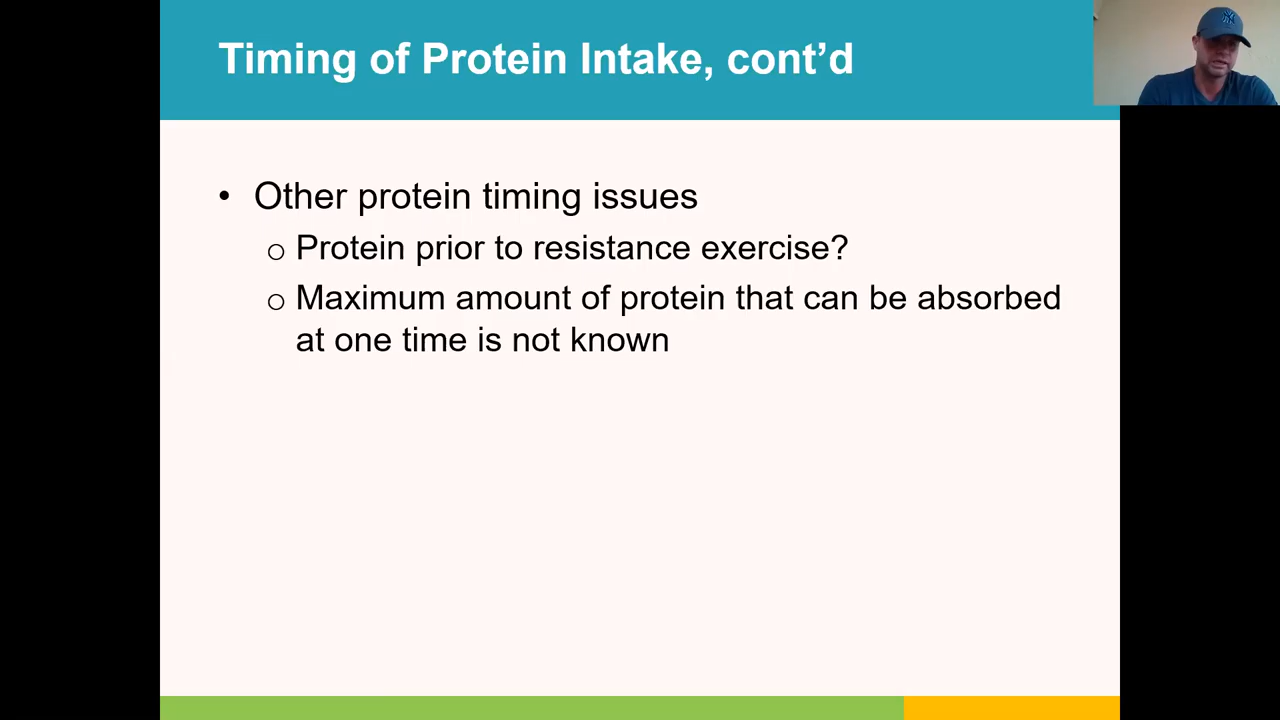 Timing of Protein Intake, cont’d
• Other protein timing issues
o Protein prior to resistance exercise?
o Maximum amount of protein that can be absorbed
at one time is not known